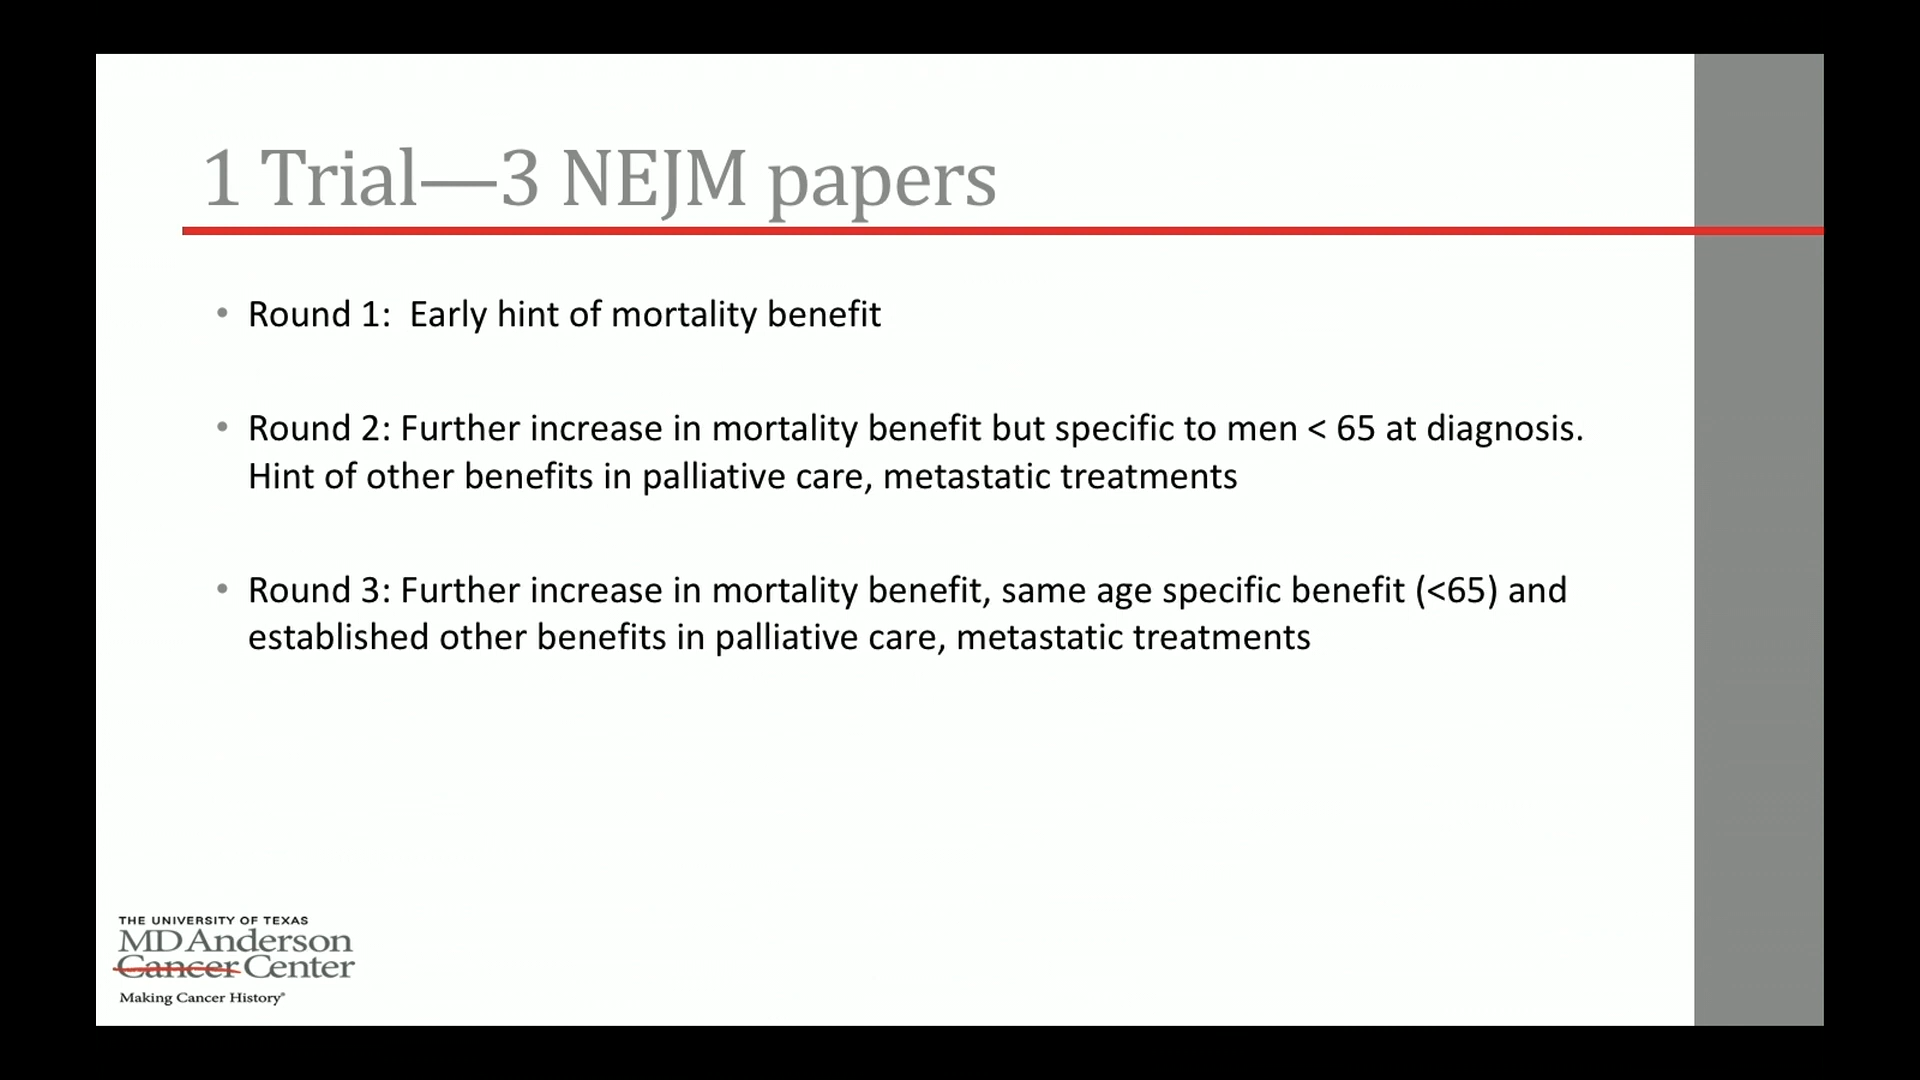 1 Trial—3 NEJM papers
• Round 1:  Early hint of mortality benefit
• Round 2: Further increase in mortality benefit but specific to men < 65 at diagnosis.
Hint of other benefits in palliative care, metastatic treatments
• Round 3: Further increase in mortality benefit, same age specific benefit (<65) and
established other benefits in palliative care, metastatic treatments
THE UNIVERSITY OF TEXAS
MD Anderson
Cancer Center
Making Cancer History®